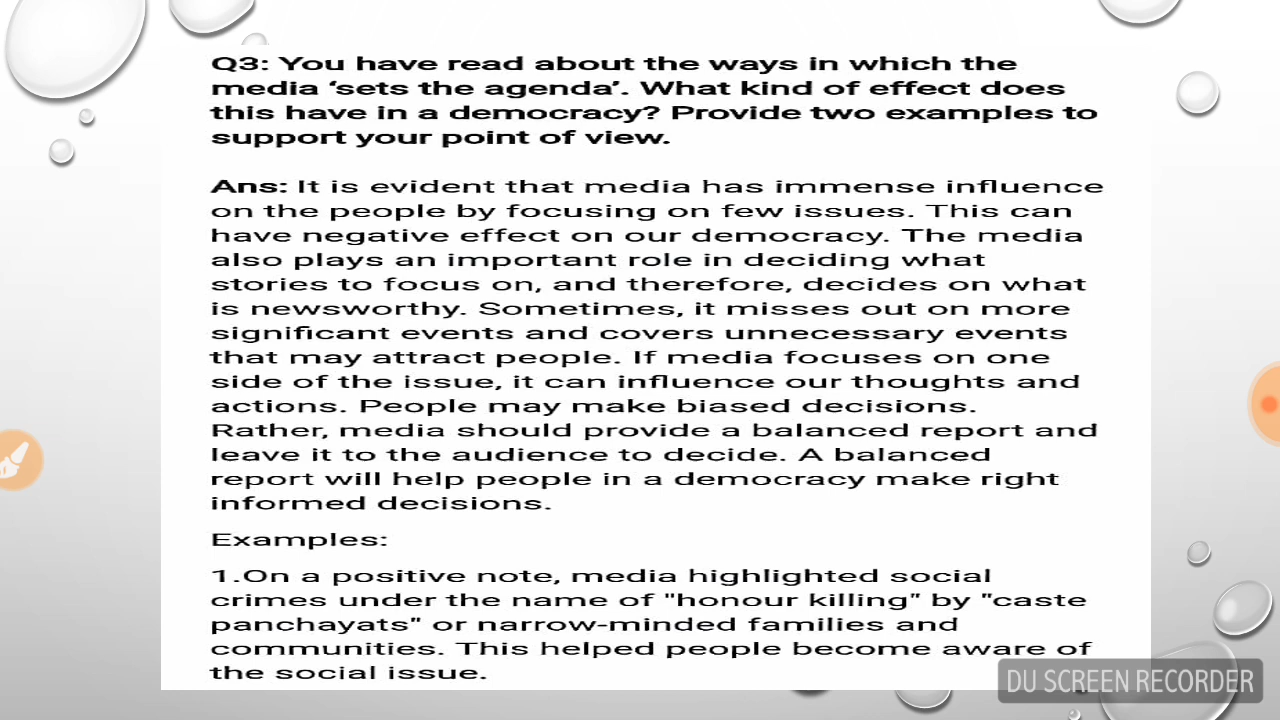 Q3: You have read about the ways in which the
media ‘sets the agenda’. What kind of effect does
this have in a democracy? Provide two examples to
support your point of view.
Ans: It is evident that media has immense influence
on the people by focusing on few issues. This can
have negative effect on our democracy. The media
also plays an important role in deciding what
stories to focus on, and therefore, decides on what
is newsworthy. Sometimes, it misses out on more
significant events and covers unnecessary events
that may attract people. If media focuses on one
side of the issue, it can influence our thoughts and
actions. People may make biased decisions.
Rather, media should provide a balanced report and
leave it to the audience to decide. A balanced
report will help people in a democracy make right
informed decisions.
Examples:
1.On a positive note, media highlighted social
crimes under the name of "honour killing" by "caste
panchayats" or narrow-minded families and
communities. This helped people become aware of
the social issue.
DU SCREEN RECORDER